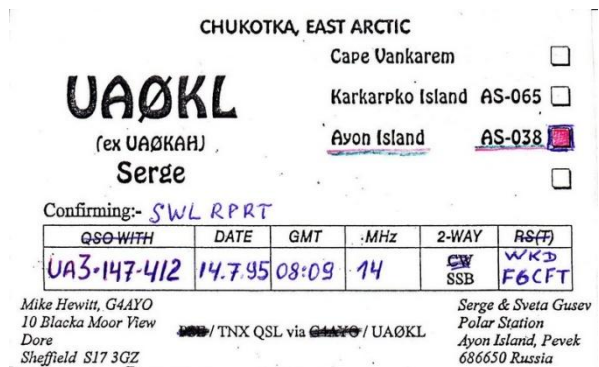 CHUKOTKA, EAST ARCTIC
Cape Vankarem
UAØKL
Karkarpko Island AS-065
(ex UAØKAH)
Ayon Island AS-038
Serge
Confirming:- SWL RPRT
QSO WITH DATE GMT MHz 2-WAY RS(T)
UA3-147-412 14.7.95 08:09 14 CW SSB WKD F6CFT
Mike Hewitt, G4AYO
10 Blacka Moor View
Dore
Sheffield S17 3GZ
PSE / TNX QSL via G4AYO / UAØKL
Serge & Sveta Gusev
Polar Station
Ayon Island, Pevek
686650 Russia